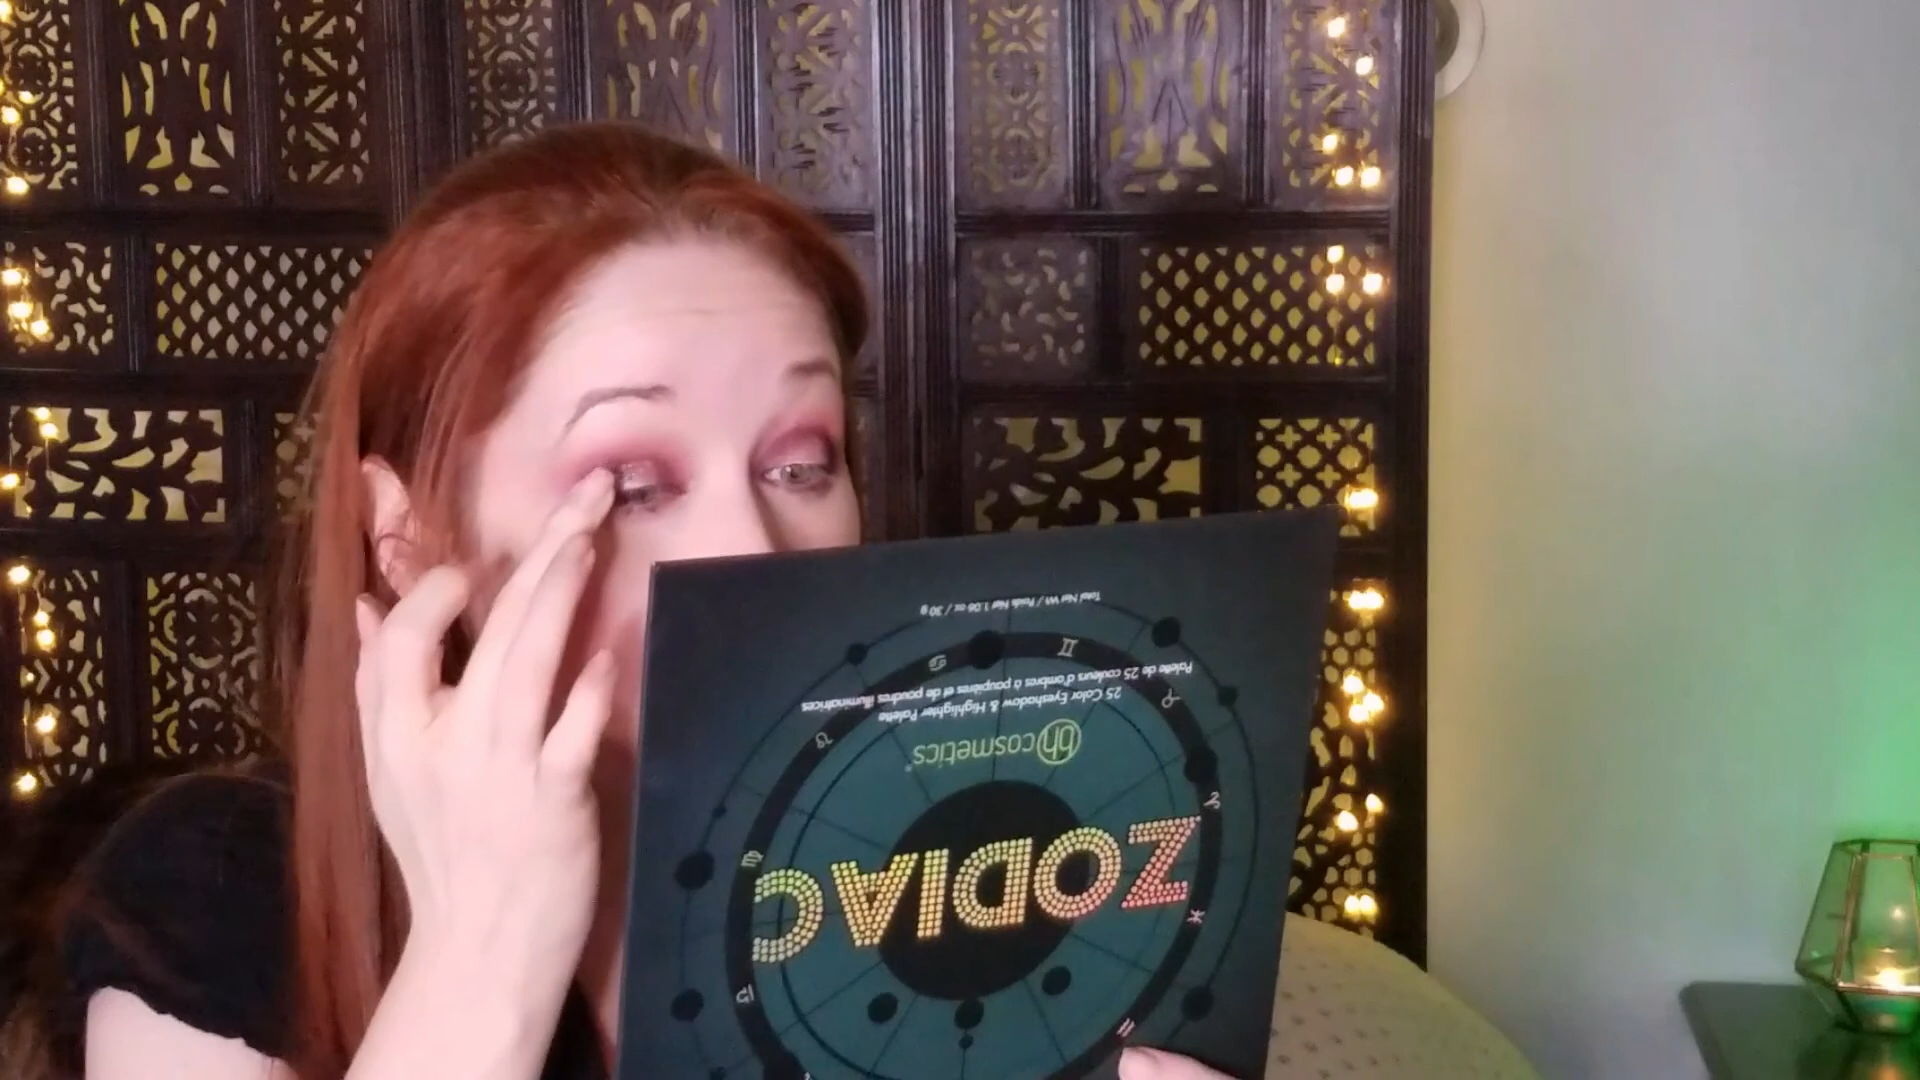 ZODIAC
bh cosmetics®
25 Color Eyeshadow & Highlighter Palette
Palette de 25 couleurs d'ombres à paupières et de poudres illuminatrices
Total Net Wt / Poids Net 1.06 oz / 30 g